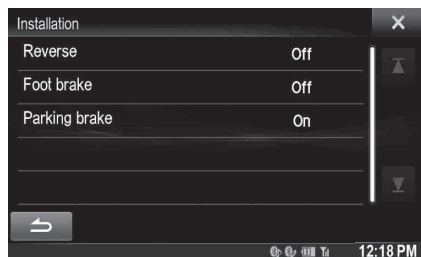 Installation
Reverse Off
Foot brake Off
Parking brake On
12:18 PM